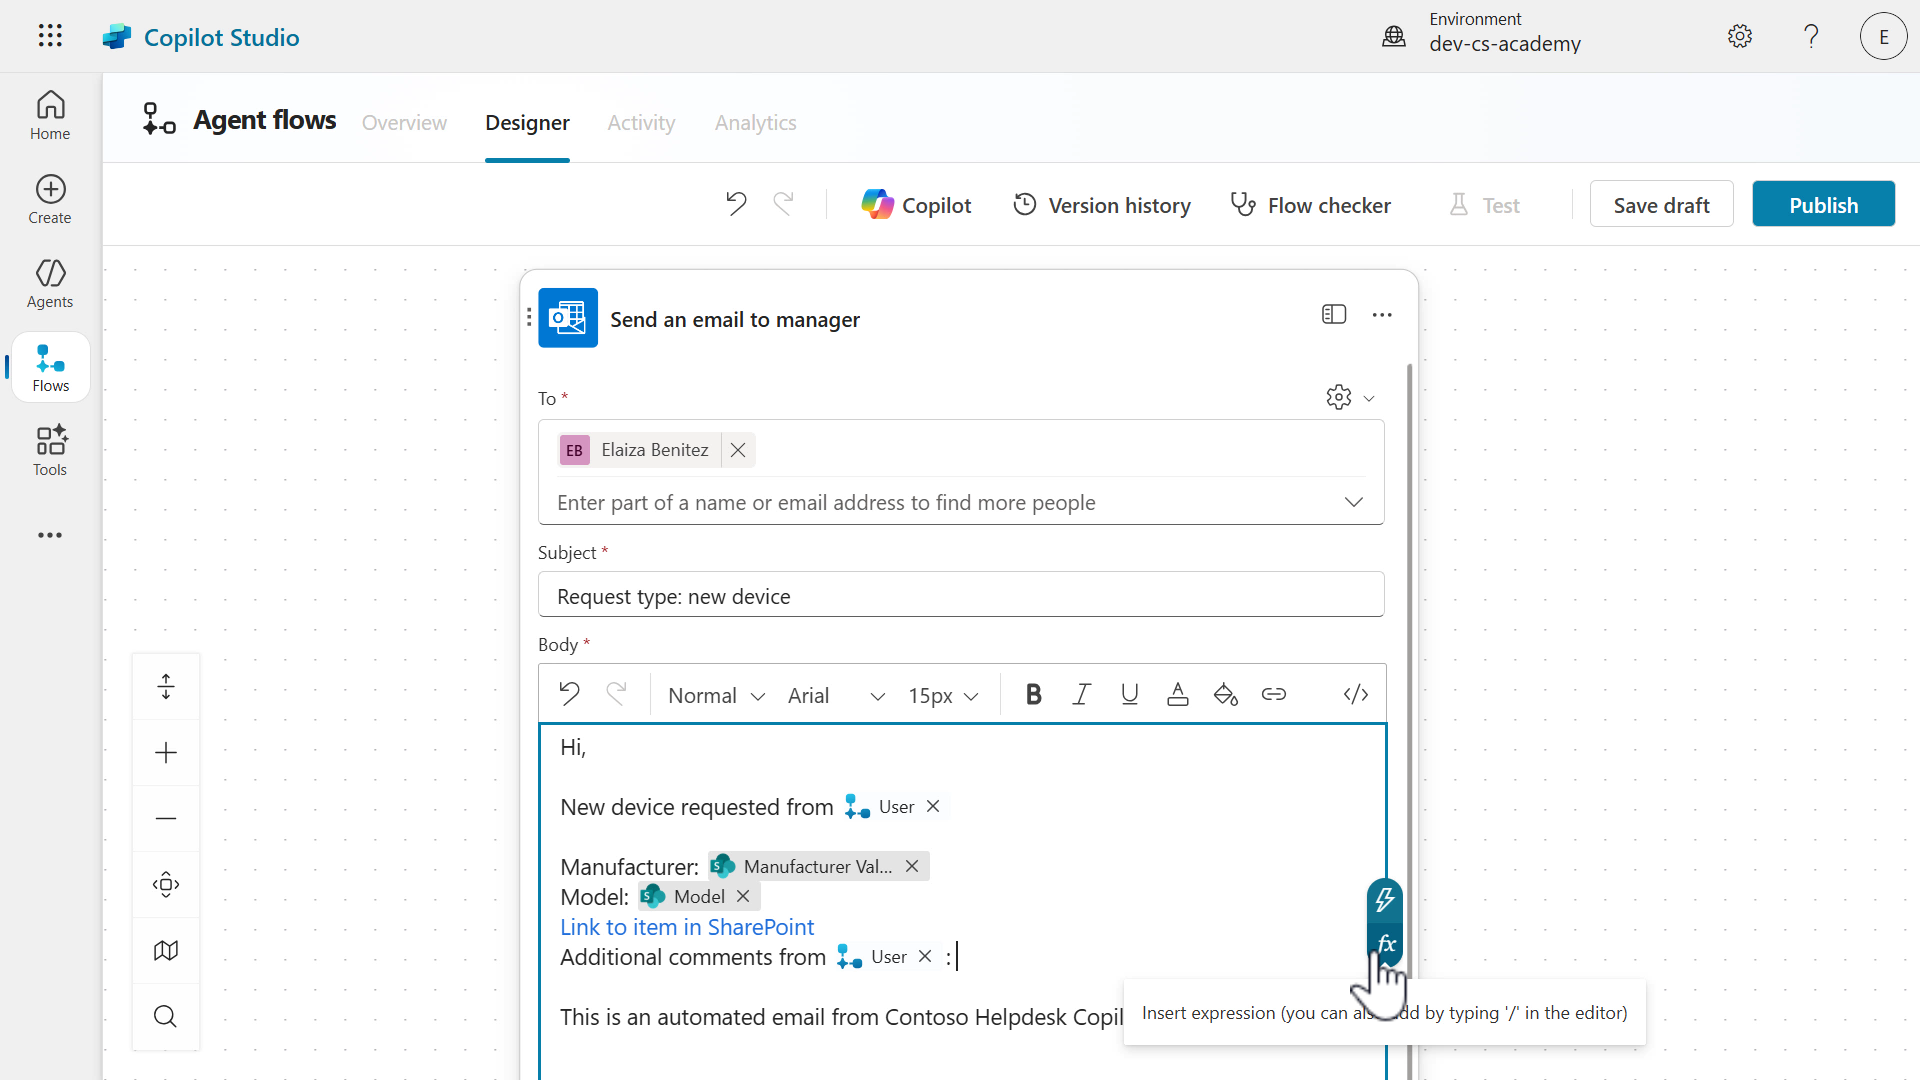 Copilot Studio
Environment
dev-cs-academy
E
Home
Create
Agents
Flows
Tools
Agent flows
Overview
Designer
Activity
Analytics
Copilot
Version history
Flow checker
Test
Save draft
Publish
Send an email to manager
To *
EB Elaiza Benitez
Enter part of a name or email address to find more people
Subject *
Request type: new device
Body *
Normal
Arial
15px
Hi,
New device requested from User
Manufacturer: Manufacturer Val...
Model: Model
Link to item in SharePoint
Additional comments from User :
This is an automated email from Contoso Helpdesk Copil
fx
Insert expression (you can also add by typing '/' in the editor)